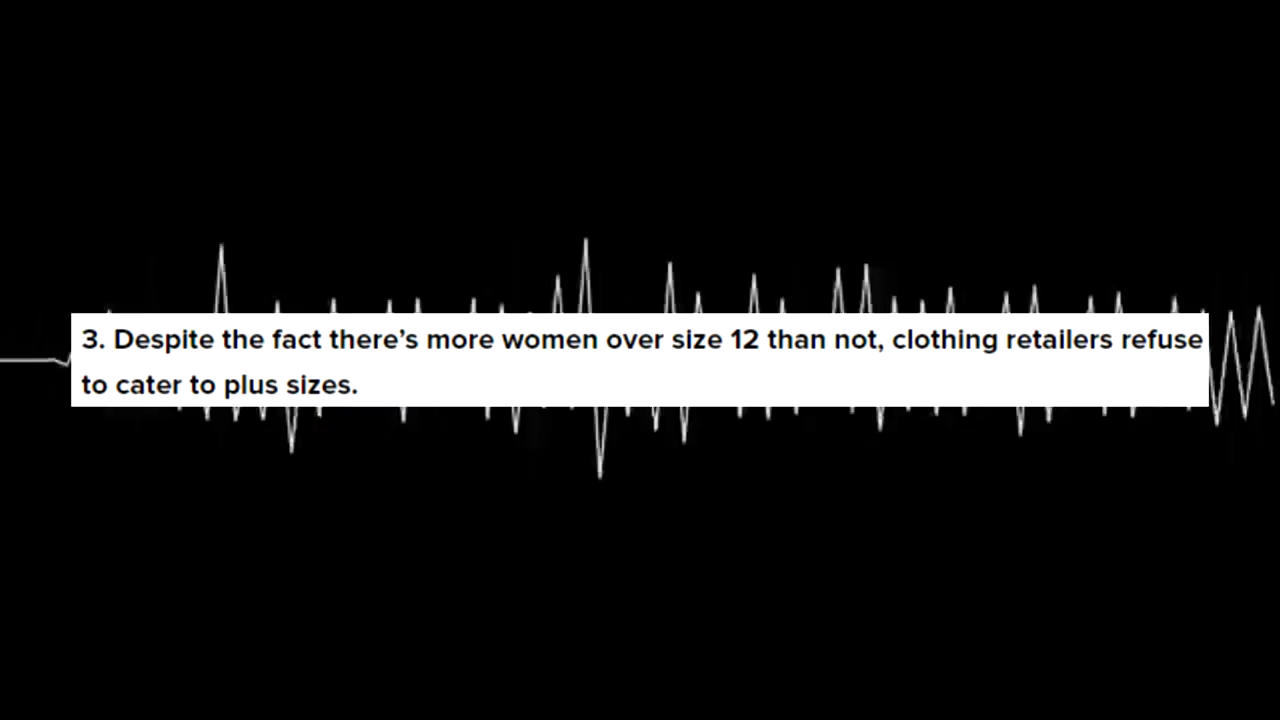 3. Despite the fact there’s more women over size 12 than not, clothing retailers refuse
to cater to plus sizes.